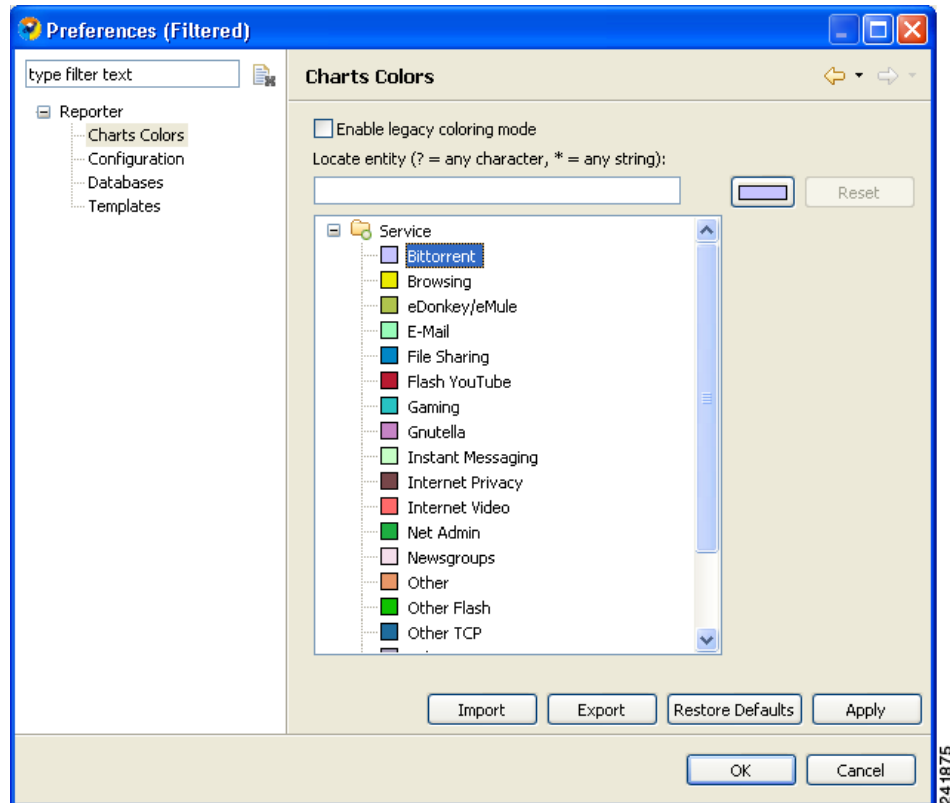 Preferences (Filtered)
type filter text
Reporter
Charts Colors
Configuration
Databases
Templates
Charts Colors
Enable legacy coloring mode
Locate entity (? = any character, * = any string):
Reset
Service
Bittorrent
Browsing
eDonkey/eMule
E-Mail
File Sharing
Flash YouTube
Gaming
Gnutella
Instant Messaging
Internet Privacy
Internet Video
Net Admin
Newsgroups
Other
Other Flash
Other TCP
Import Export Restore Defaults Apply
OK Cancel
241875